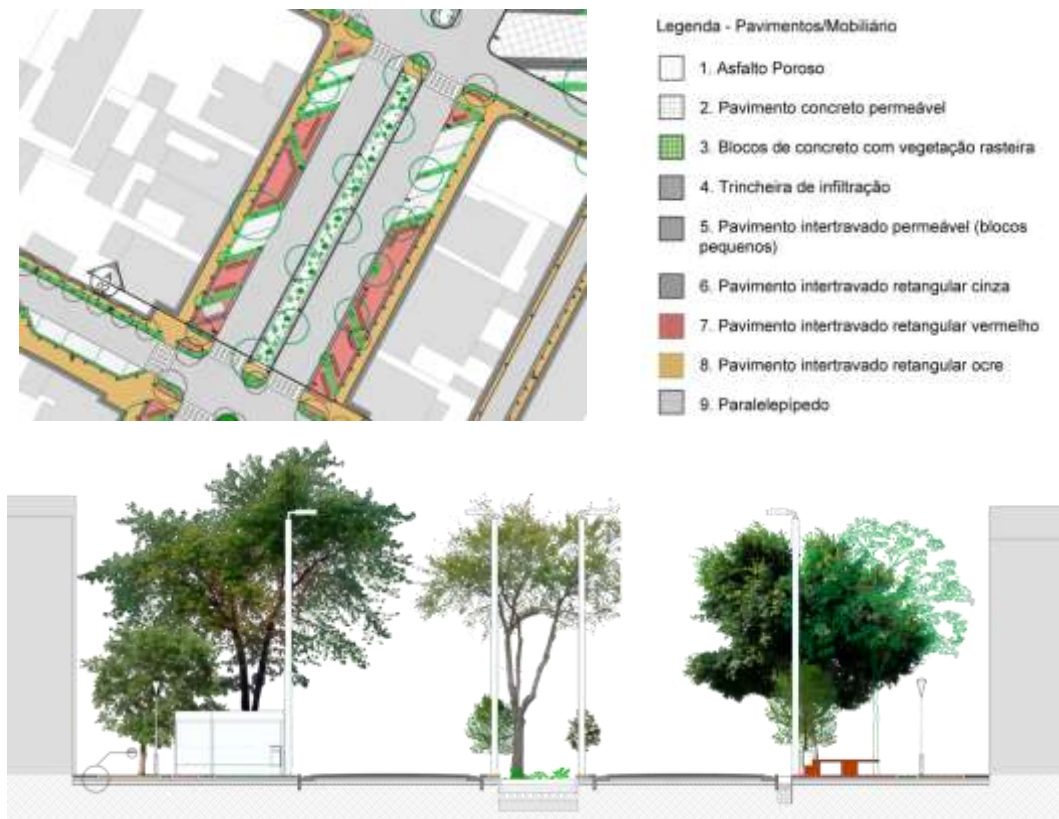 Legenda - Pavimentos/Mobiliário
1. Asfalto Poroso
2. Pavimento concreto permeável
3. Blocos de concreto com vegetação rasteira
4. Trincheira de infiltração
5. Pavimento intertravado permeável (blocos
pequenos)
6. Pavimento intertravado retangular cinza
7. Pavimento intertravado retangular vermelho
8. Pavimento intertravado retangular ocre
9. Paralelepípedo